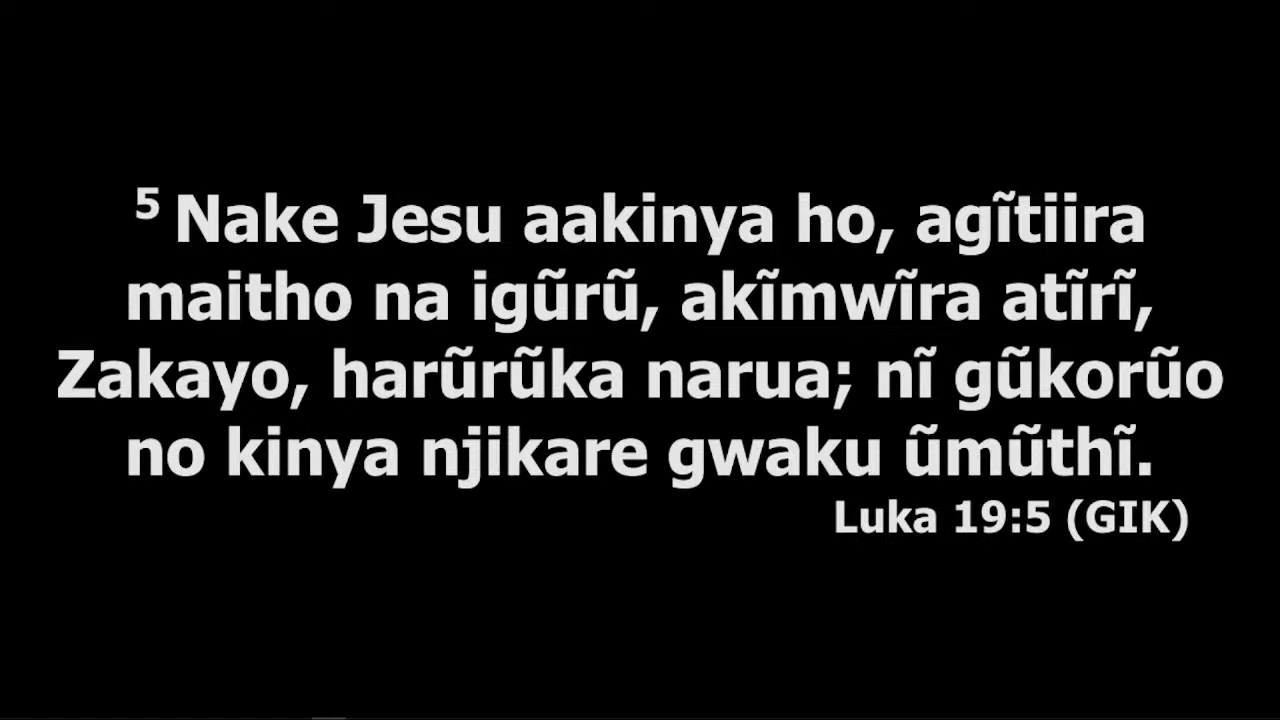 5 Nake Jesu aakinya ho, agĩtiira
maitho na igũrũ, akĩmwĩra atĩrĩ,
Zakayo, harũrũka narua; nĩ gũkorũo
no kinya njikare gwaku ũmũthĩ.
Luka 19:5 (GIK)